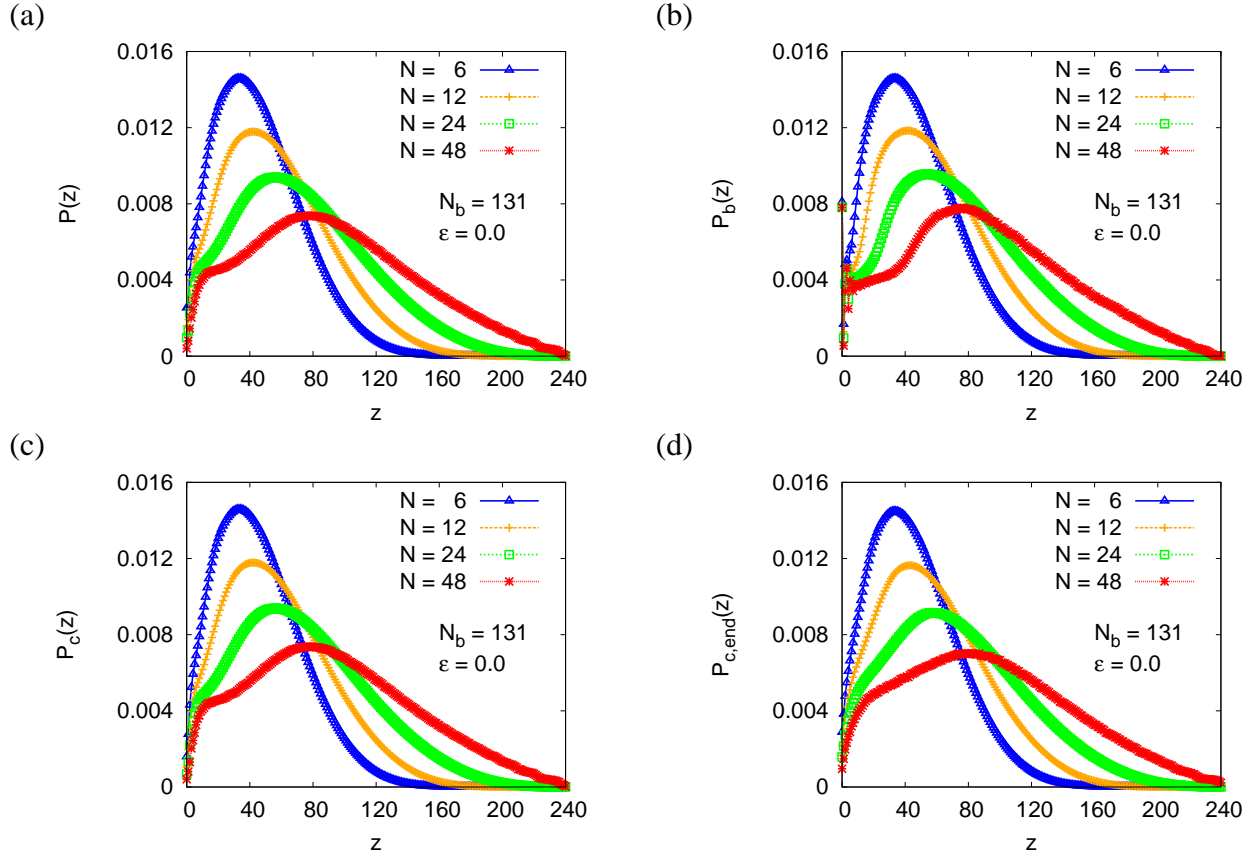 (a)
P(z)
0.016
0.012
0.008
0.004
0
0 40 80 120 160 200 240
z
N = 6
N = 12
N = 24
N = 48
N_b = 131
ε = 0.0
(b)
P_b(z)
0.016
0.012
0.008
0.004
0
0 40 80 120 160 200 240
z
N = 6
N = 12
N = 24
N = 48
N_b = 131
ε = 0.0
(c)
P_c(z)
0.016
0.012
0.008
0.004
0
0 40 80 120 160 200 240
z
N = 6
N = 12
N = 24
N = 48
N_b = 131
ε = 0.0
(d)
P_c,end(z)
0.016
0.012
0.008
0.004
0
0 40 80 120 160 200 240
z
N = 6
N = 12
N = 24
N = 48
N_b = 131
ε = 0.0